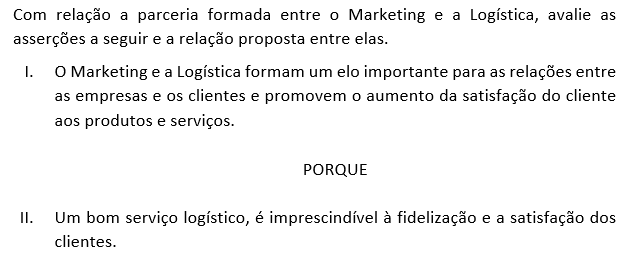 Com relação a parceria formada entre o Marketing e a Logística, avalie as
asserções a seguir e a relação proposta entre elas.
I. O Marketing e a Logística formam um elo importante para as relações entre
as empresas e os clientes e promovem o aumento da satisfação do cliente
aos produtos e serviços.
PORQUE
II. Um bom serviço logístico, é imprescindível à fidelização e a satisfação dos
clientes.